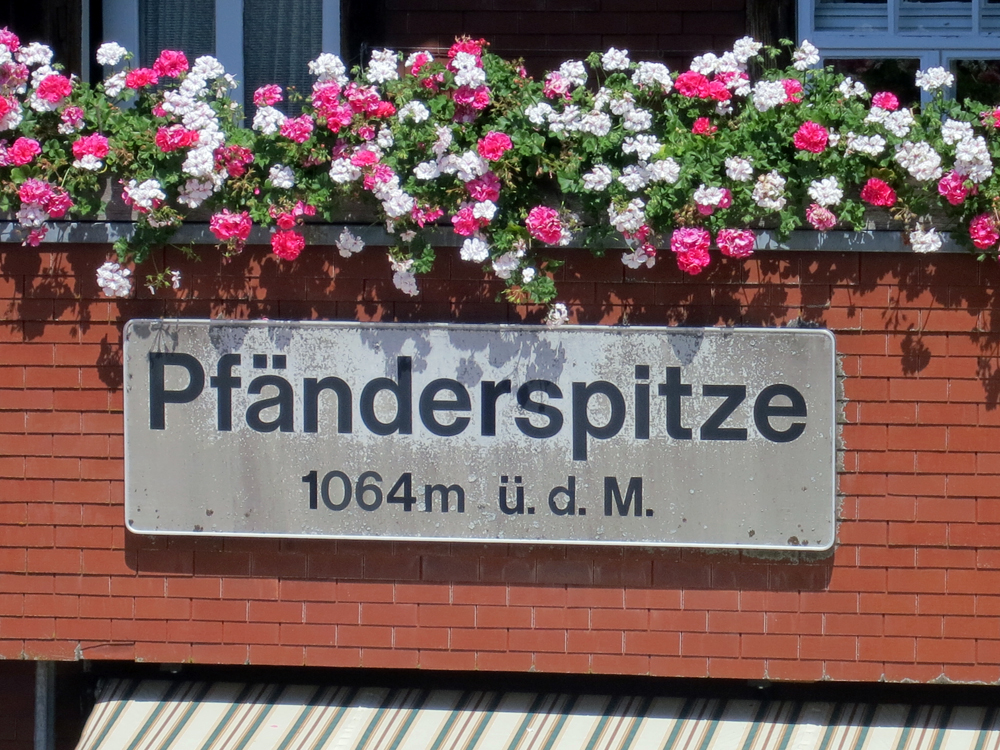 Pfänderspitze
1064m ü. d. M.